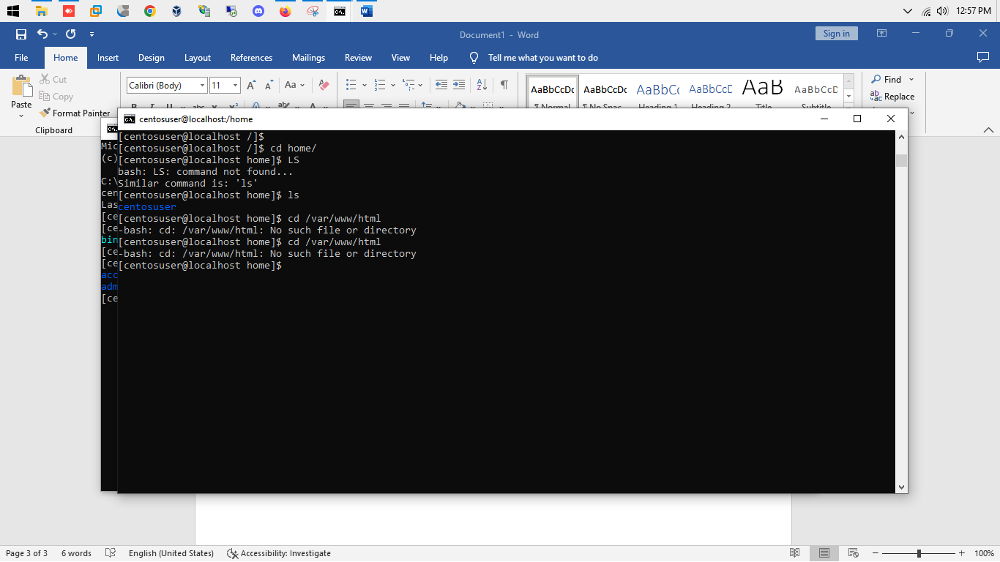 12:57 PM
Document1 - Word
Sign in
File Home Insert Design Layout References Mailings Review View Help Tell me what you want to do
Cut
Copy
Paste
Format Painter
Clipboard
Calibri (Body) 11
Aa
AaBbCcDc AaBbCcDc AaBbCc AaBbCcD AaB AaBbCcD
¶ Normal ¶ No Spac... Heading 1 Heading 2 Title Subtitle
Find
Replace
centosuser@localhost:/home
[centosuser@localhost /]$
[centosuser@localhost /]$ cd home/
[centosuser@localhost home]$ LS
bash: LS: command not found...
Similar command is: 'ls'
[centosuser@localhost home]$ ls
centosuser
[centosuser@localhost home]$ cd /var/www/html
-bash: cd: /var/www/html: No such file or directory
[centosuser@localhost home]$ cd /var/www/html
-bash: cd: /var/www/html: No such file or directory
[centosuser@localhost home]$
Mic
(c)
C:\
cen
Las
[ce
[ce
bin
[ce
[ce
acc
adm
[ce
Page 3 of 3 6 words English (United States) Accessibility: Investigate 100%